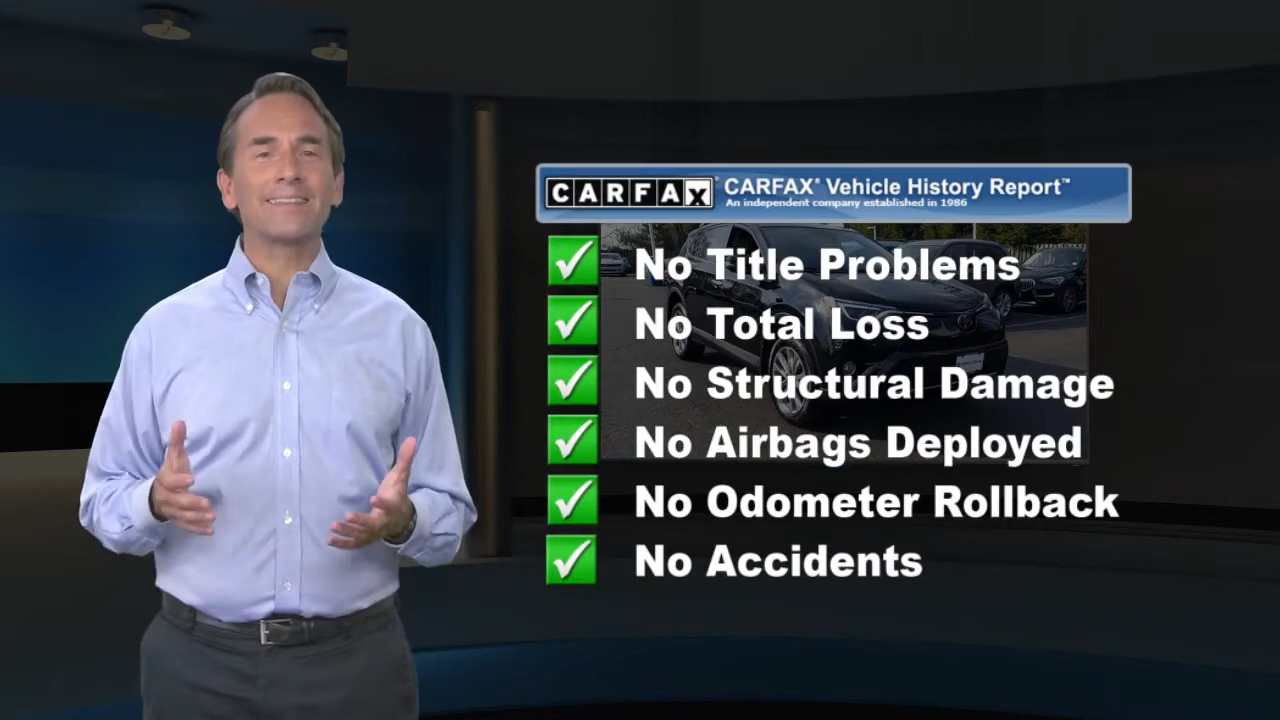 CARFAX® CARFAX® Vehicle History Report™
An independent company established in 1986
No Title Problems
No Total Loss
No Structural Damage
No Airbags Deployed
No Odometer Rollback
No Accidents